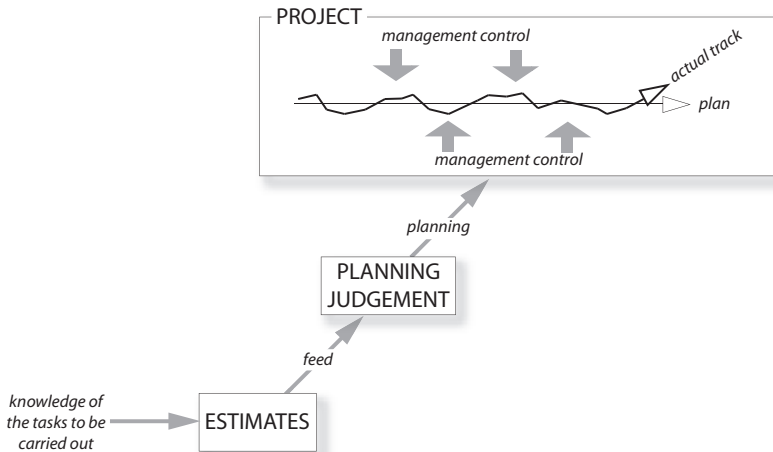 PROJECT
management control
actual track
plan
management control
planning
PLANNING
JUDGEMENT
feed
knowledge of
the tasks to be
carried out
ESTIMATES